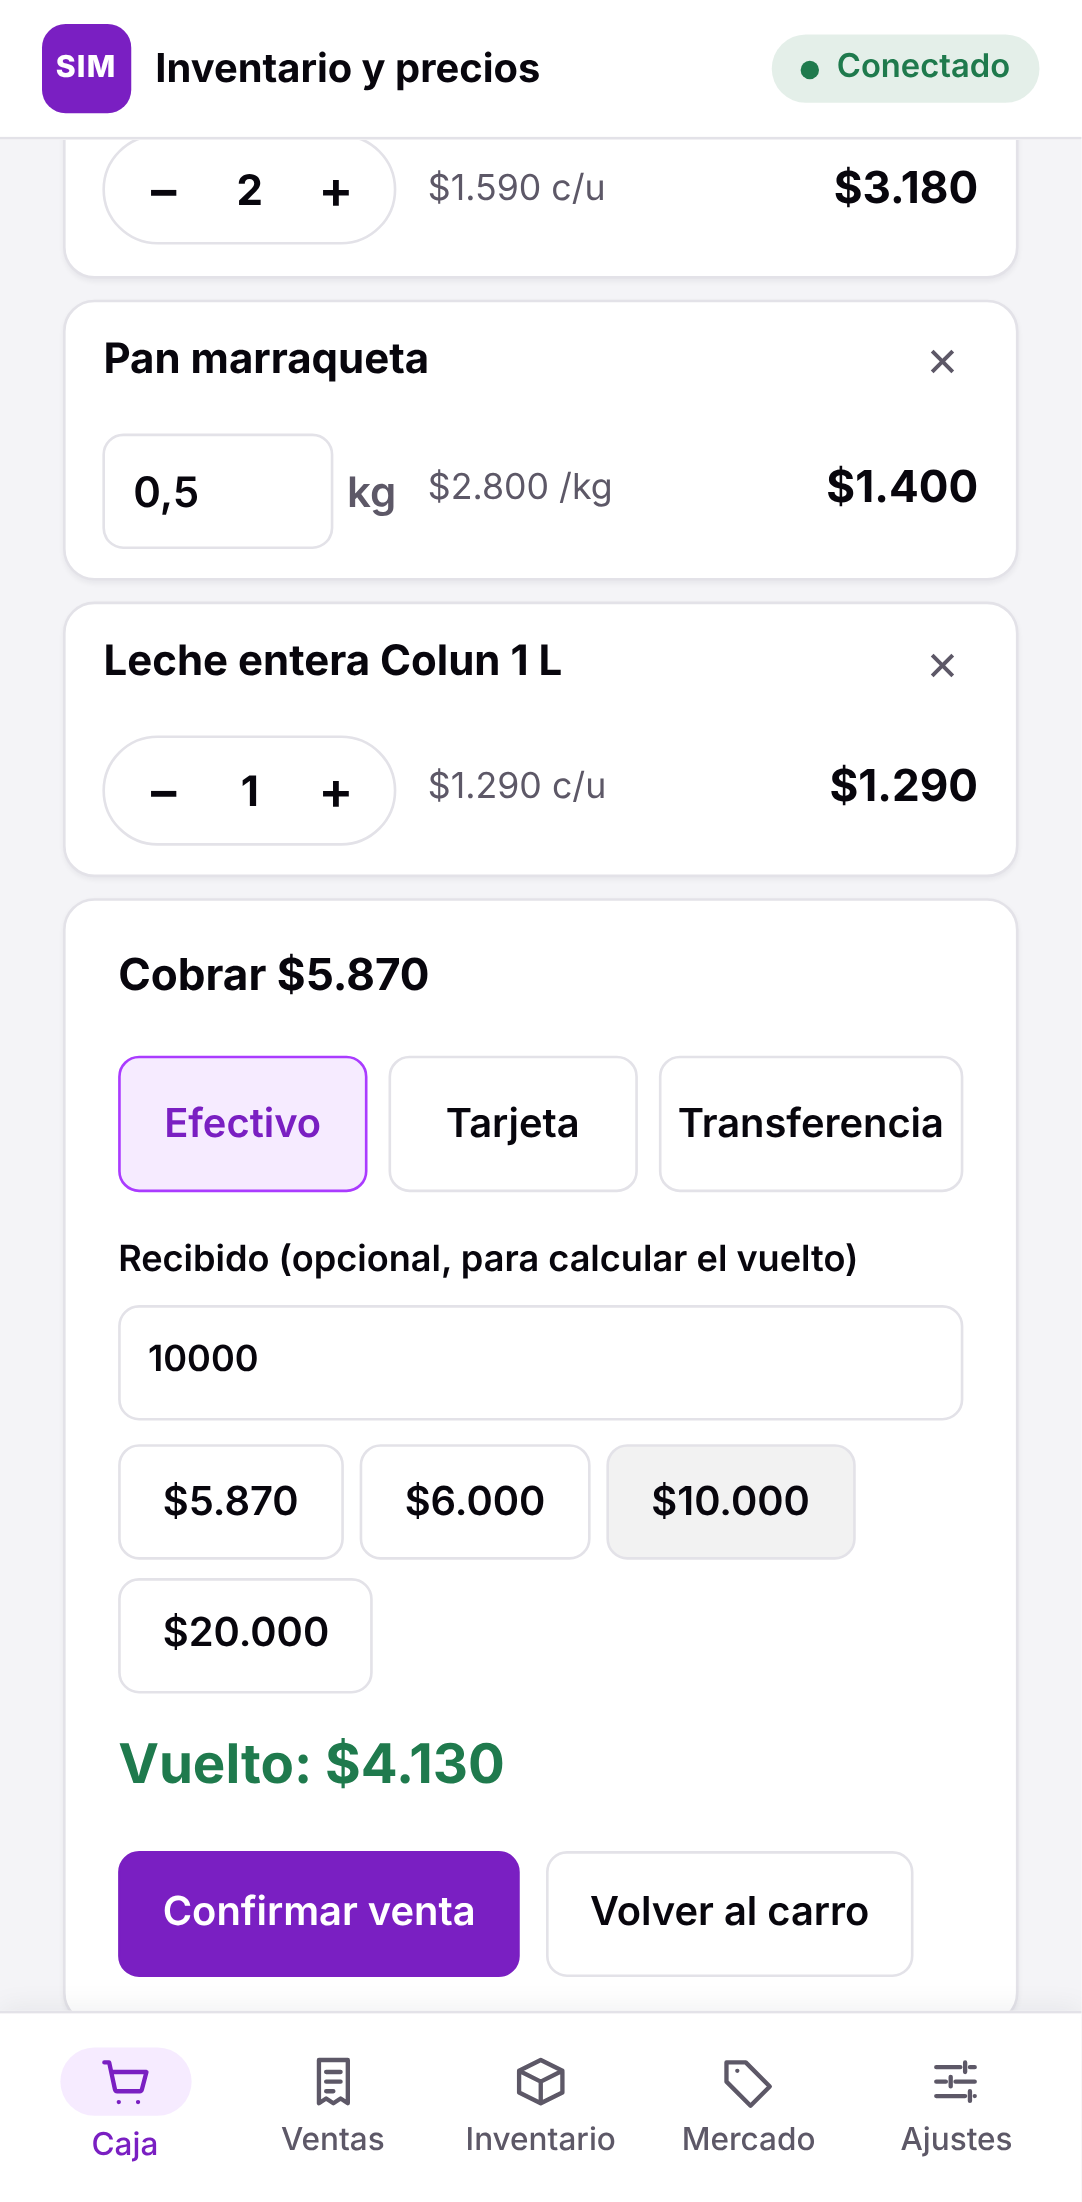 SIM Inventario y precios Conectado
− 2 + $1.590 c/u $3.180
Pan marraqueta ×
0,5 kg $2.800 /kg $1.400
Leche entera Colun 1 L ×
− 1 + $1.290 c/u $1.290
Cobrar $5.870
Efectivo Tarjeta Transferencia
Recibido (opcional, para calcular el vuelto)
10000
$5.870 $6.000 $10.000
$20.000
Vuelto: $4.130
Confirmar venta Volver al carro
Caja Ventas Inventario Mercado Ajustes